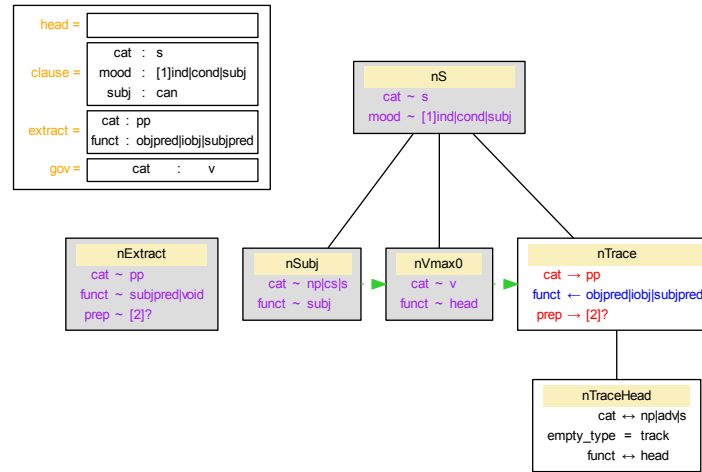 head =
clause =
cat : s
mood : [1]ind|cond|subj
subj : can
extract =
cat : pp
funct : objpred|iobj|subjpred
gov =
cat : v
nS
cat ~ s
mood ~ [1]ind|cond|subj
nExtract
cat ~ pp
funct ~ subjpred|void
prep ~ [2]?
nSubj
cat ~ np|cs|s
funct ~ subj
nVmax0
cat ~ v
funct ~ head
nTrace
cat → pp
funct ← objpred|iobj|subjpred
prep → [2]?
nTraceHead
cat ↔ np|adv|s
empty_type = track
funct ↔ head